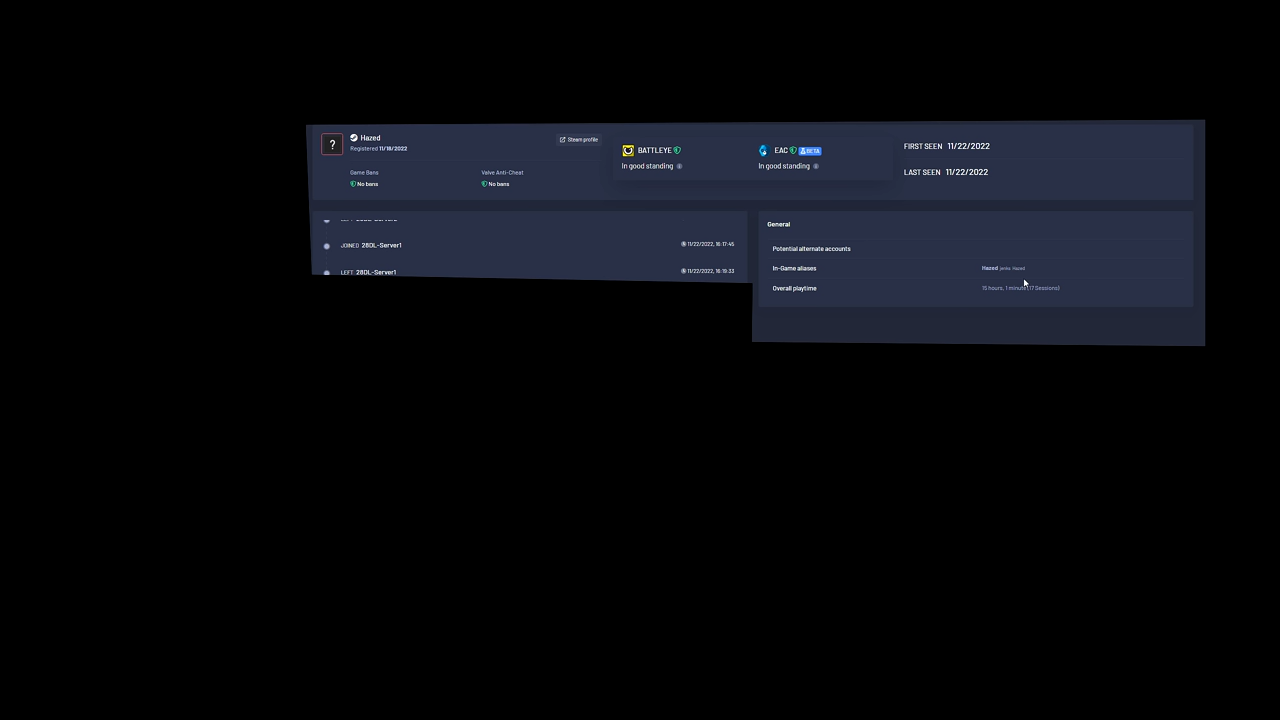 ?
Hazed
Registered 11/18/2022
Steam profile
Game Bans
No bans
Valve Anti-Cheat
No bans
BATTLEYE
In good standing
EAC BETA
In good standing
FIRST SEEN 11/22/2022
LAST SEEN 11/22/2022
JOINED 28DL-Server1
11/22/2022, 16:17:45
LEFT 28DL-Server1
11/22/2022, 16:19:33
General
Potential alternate accounts
In-Game aliases
Hazed jenks Hazed
Overall playtime
15 hours, 1 minute (17 Sessions)